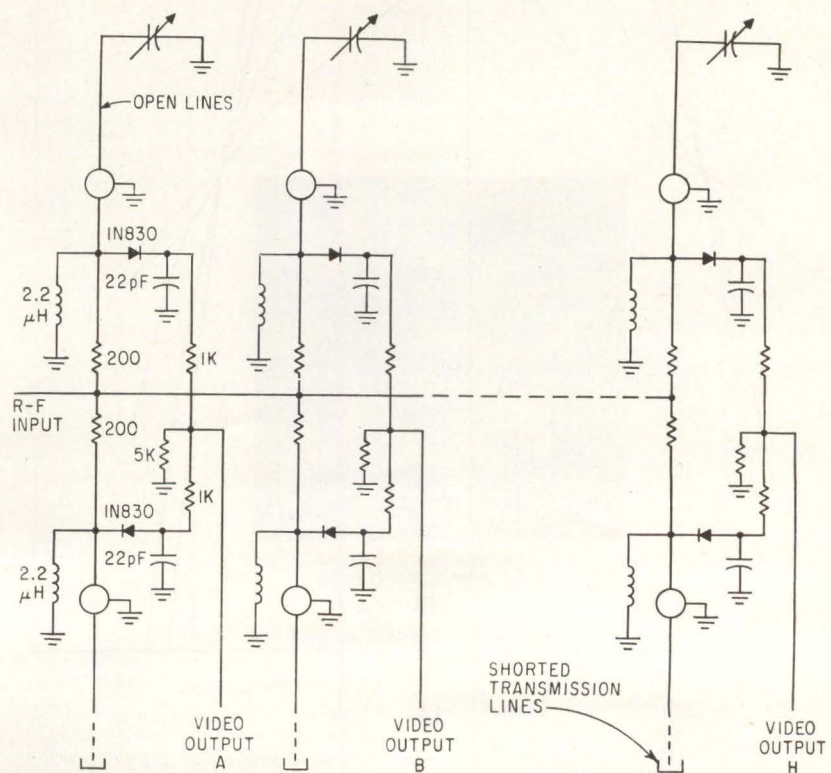 OPEN LINES
IN830
22pF
2.2
μH
200
1K
R-F
INPUT
200
5K
1K
IN830
22pF
2.2
μH
SHORTED
TRANSMISSION
LINES
VIDEO
OUTPUT
A
VIDEO
OUTPUT
B
VIDEO
OUTPUT
H